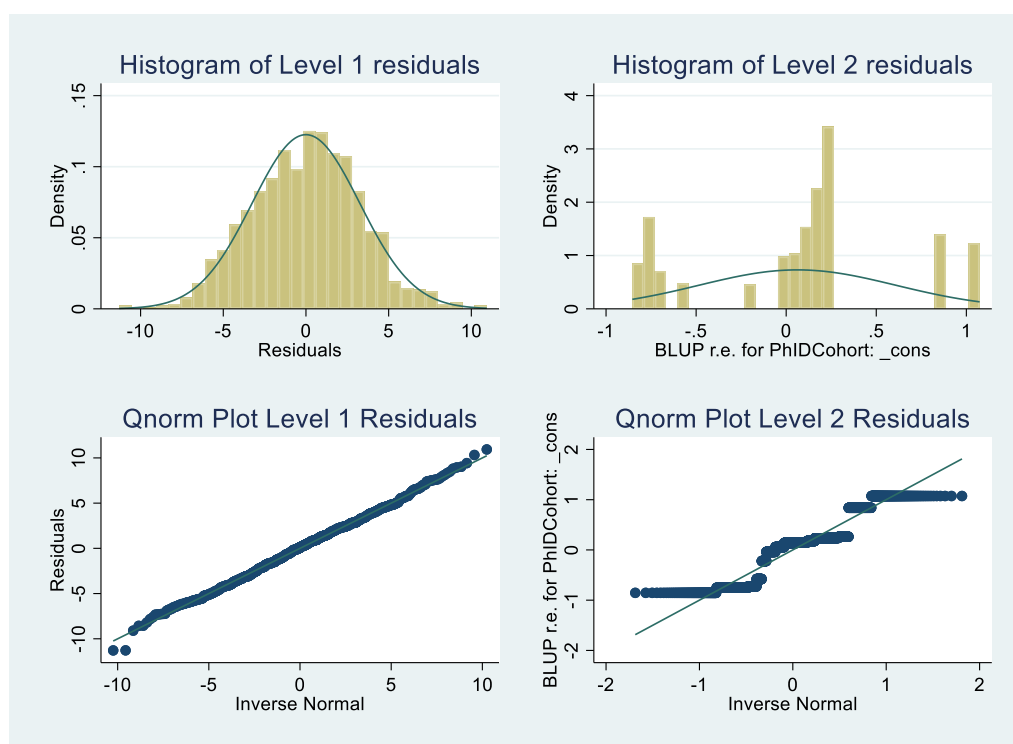 Histogram of Level 1 residuals
.15
.1
.05
0
Density
-10 -5 0 5 10
Residuals
Histogram of Level 2 residuals
4
3
2
1
0
Density
-1 -.5 0 .5 1
BLUP r.e. for PhIDCohort: _cons
Qnorm Plot Level 1 Residuals
10
5
0
-5
-10
Residuals
-10 -5 0 5 10
Inverse Normal
Qnorm Plot Level 2 Residuals
2
1
0
-1
-2
BLUP r.e. for PhIDCohort: _cons
-2 -1 0 1 2
Inverse Normal